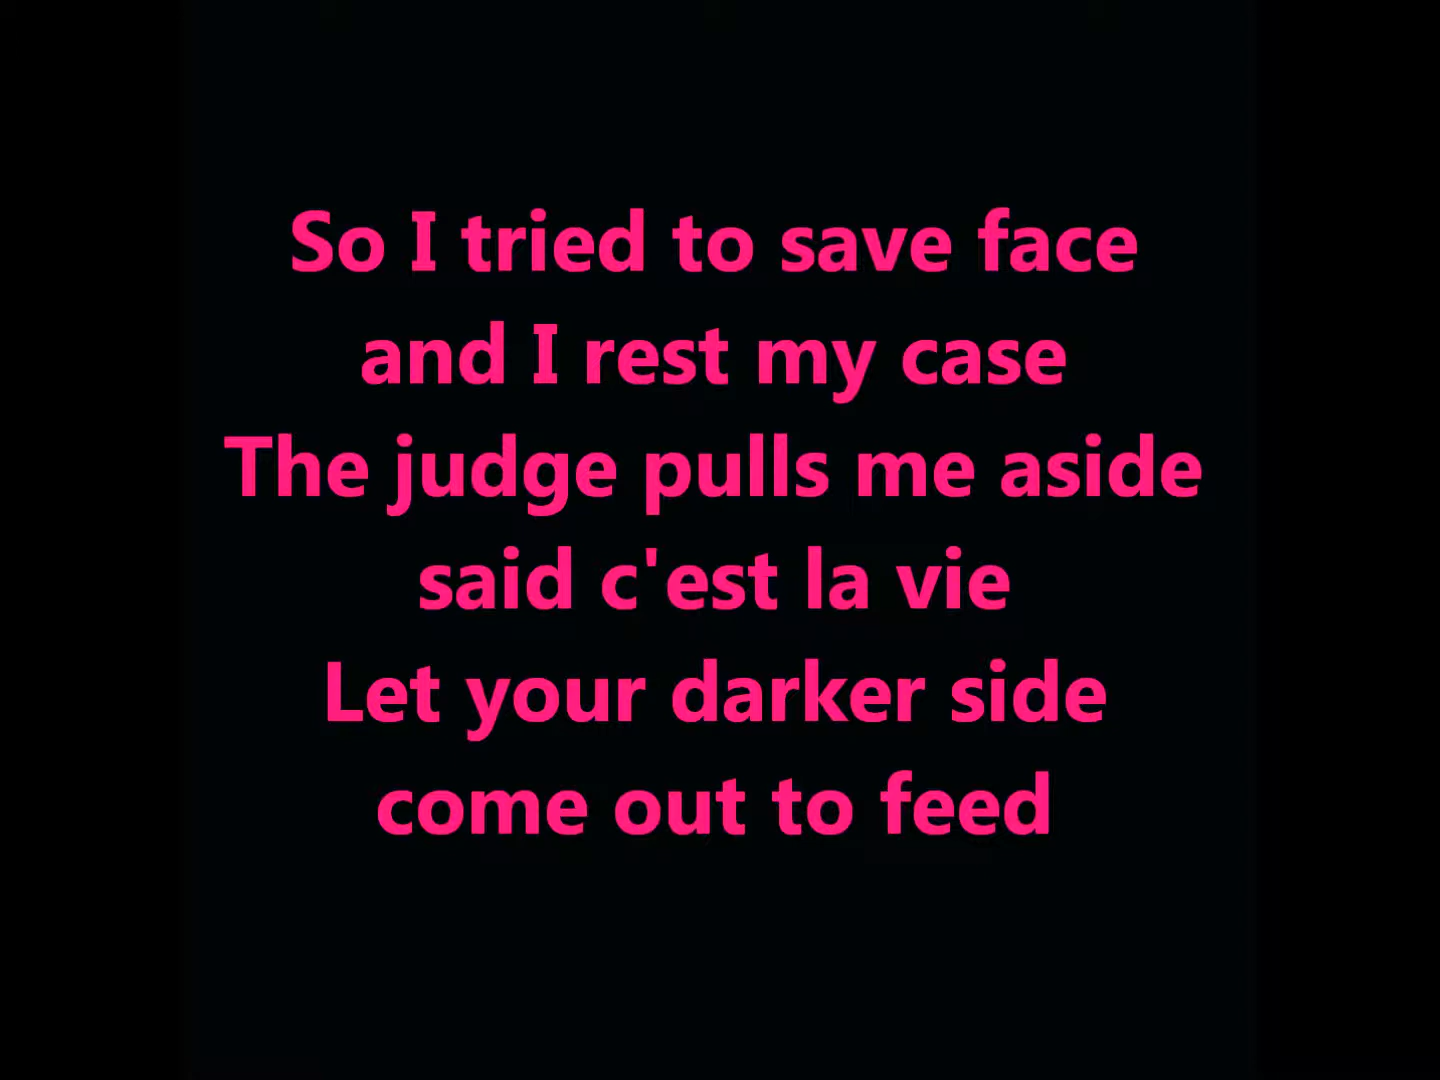 So I tried to save face
and I rest my case
The judge pulls me aside
said c'est la vie
Let your darker side
come out to feed